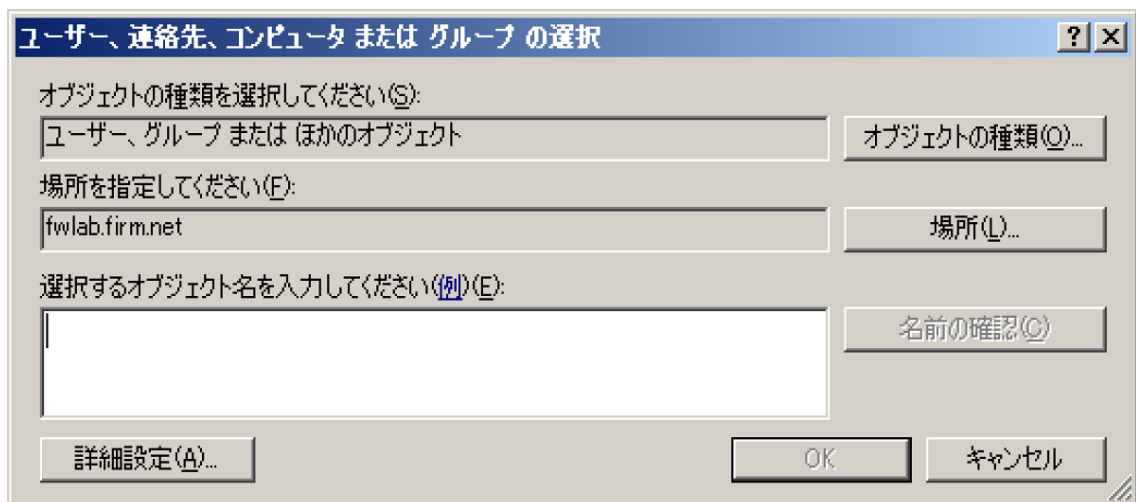 ユーザー、連絡先、コンピュータ または グループ の選択
オブジェクトの種類を選択してください(S):
ユーザー、グループ または ほかのオブジェクト
オブジェクトの種類(O)...
場所を指定してください(F):
fwlab.firm.net
場所(L)...
選択するオブジェクト名を入力してください(例)(E):
名前の確認(C)
詳細設定(A)...
OK
キャンセル